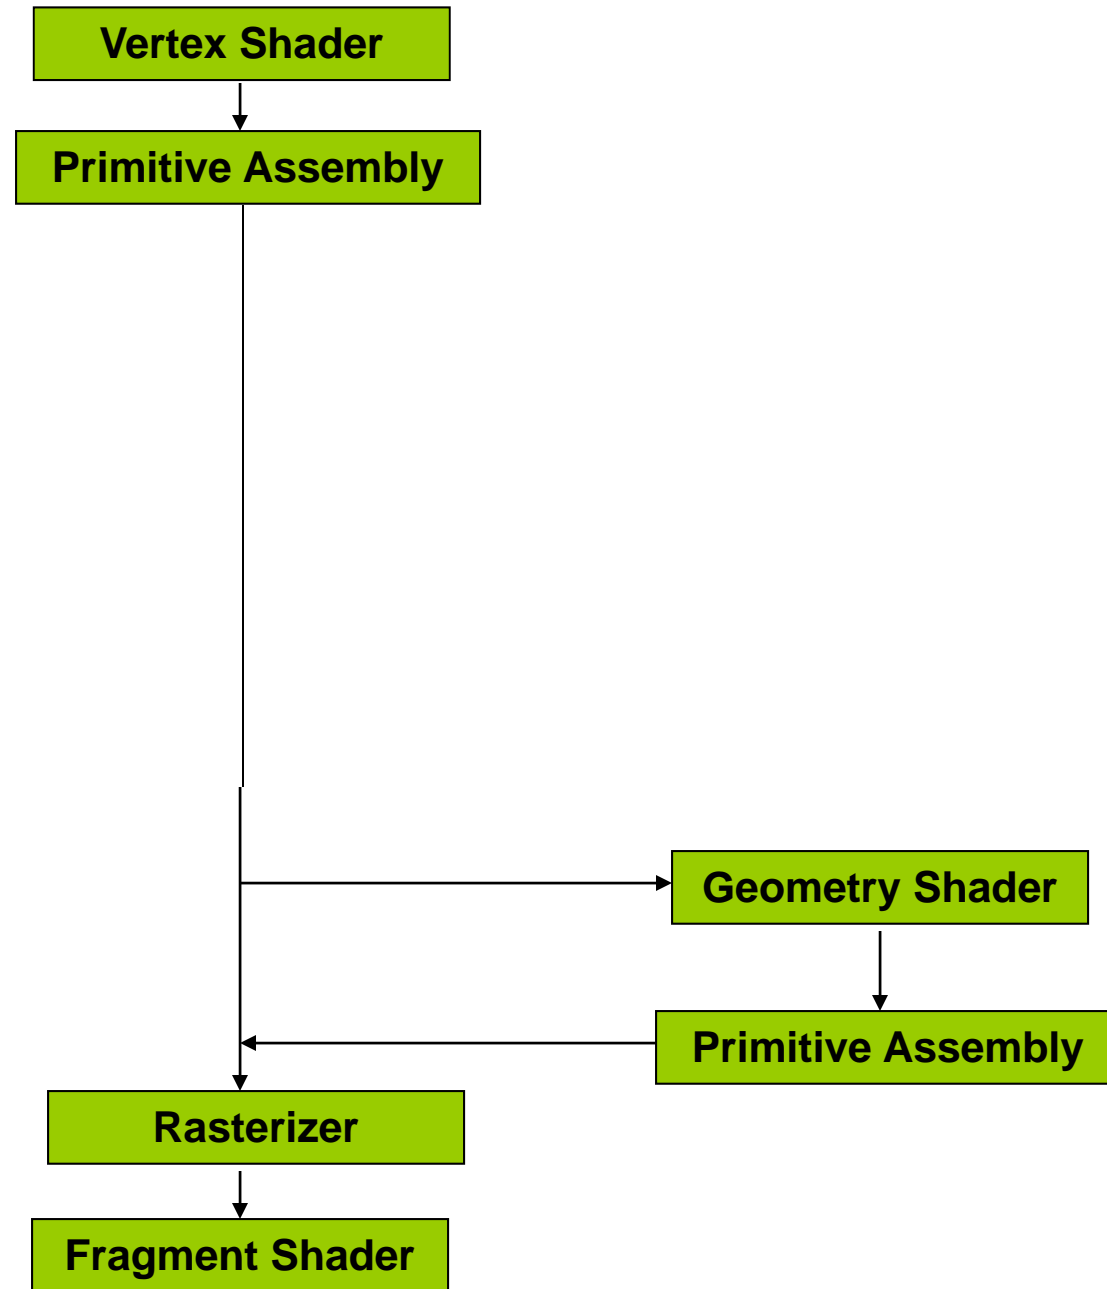 Vertex Shader
Primitive Assembly
Geometry Shader
Primitive Assembly
Rasterizer
Fragment Shader